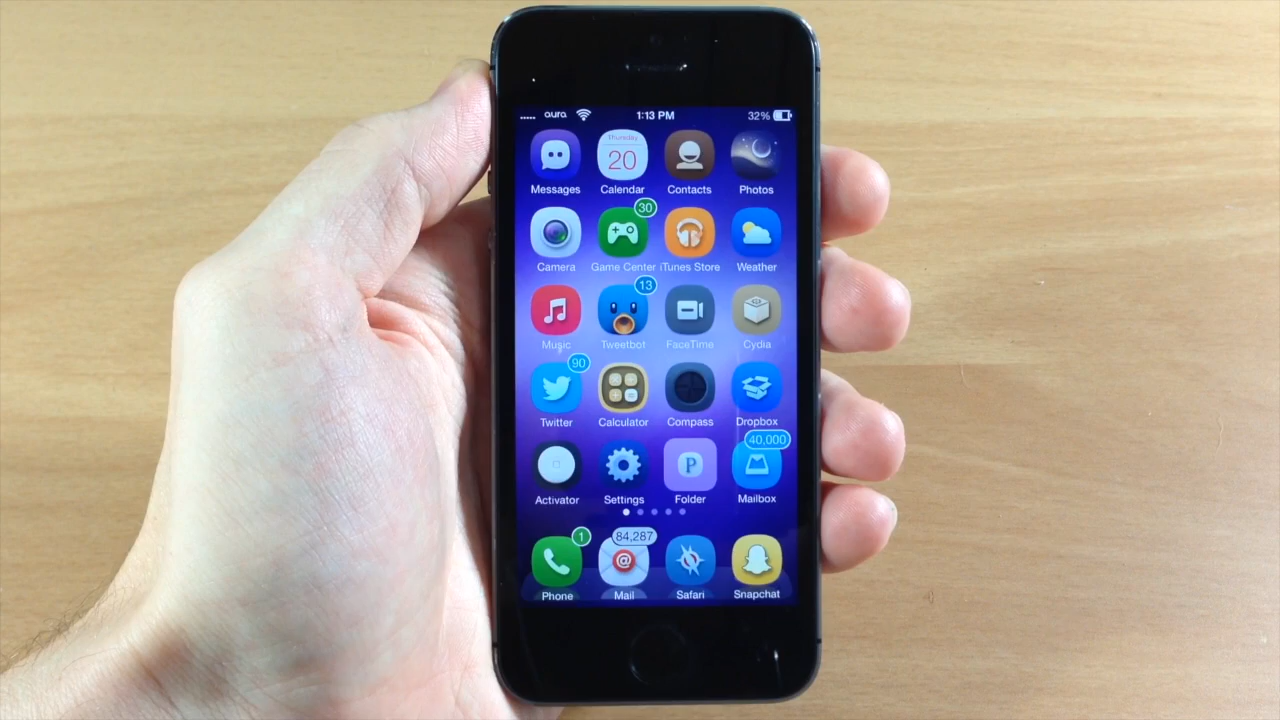 aura 1:13 PM 32%
Thursday
20
Messages Calendar Contacts Photos
30
Camera Game Center iTunes Store Weather
13
Music Tweetbot FaceTime Cydia
90
Twitter Calculator Compass Dropbox
40,000
P
Activator Settings Folder Mailbox
1 84,287
@
Phone Mail Safari Snapchat